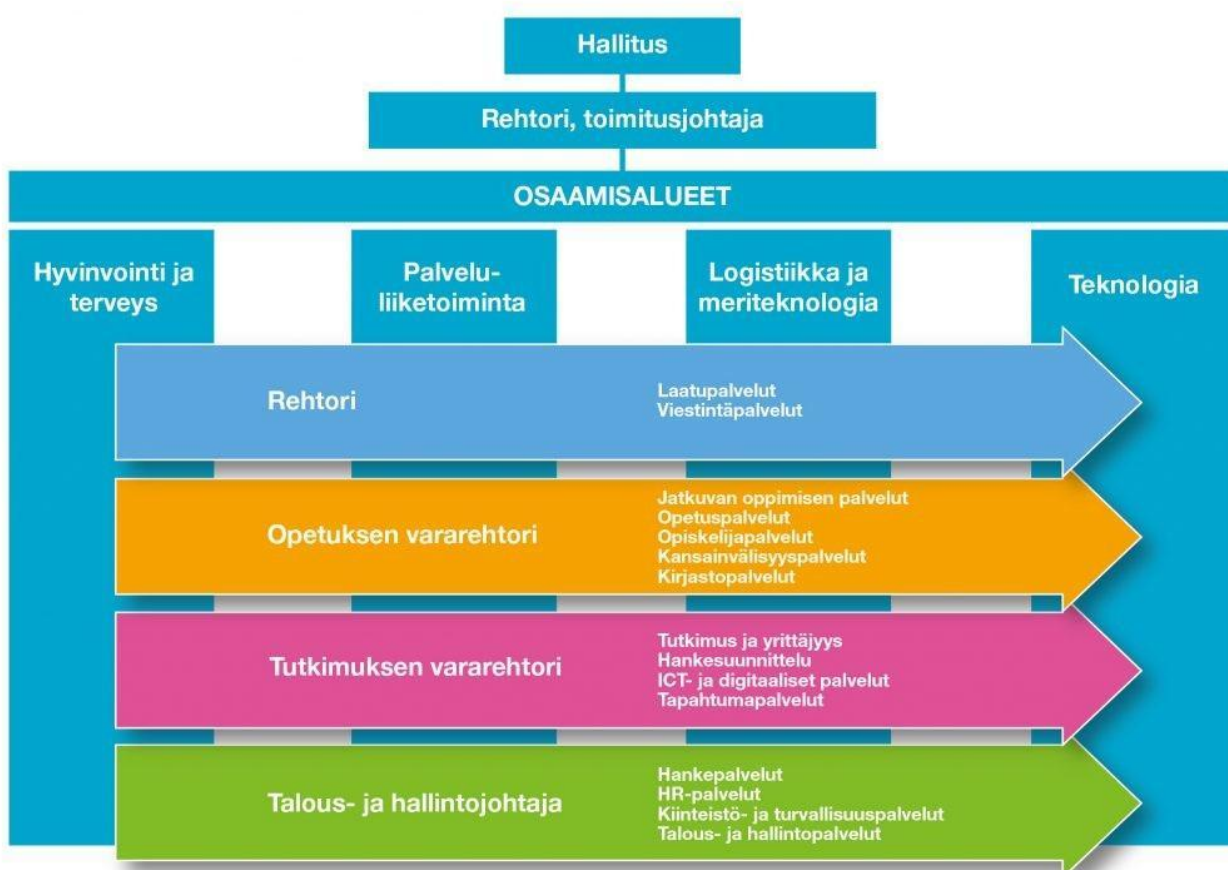 Hallitus
Rehtori, toimitusjohtaja
OSAAMISALUEET
Hyvinvointi ja
terveys
Palvelu-
liiketoiminta
Logistiikka ja
meriteknologia
Teknologia
Rehtori
Laatupalvelut
Viestintäpalvelut
Opetuksen vararehtori
Jatkuvan oppimisen palvelut
Opetuspalvelut
Opiskelijapalvelut
Kansainvälisyyspalvelut
Kirjastopalvelut
Tutkimuksen vararehtori
Tutkimus ja yrittäjyys
Hankesuunnittelu
ICT- ja digitaaliset palvelut
Tapahtumapalvelut
Talous- ja hallintojohtaja
Hankepalvelut
HR-palvelut
Kiinteistö- ja turvallisuuspalvelut
Talous- ja hallintopalvelut